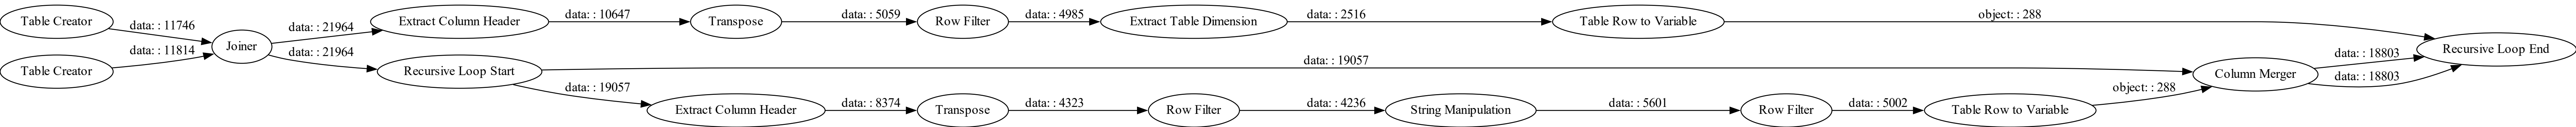 Table Creator
data: : 11746
Table Creator
data: : 11814
Joiner
data: : 21964
data: : 21964
Extract Column Header
data: : 10647
Transpose
data: : 5059
Row Filter
data: : 4985
Extract Table Dimension
data: : 2516
Table Row to Variable
object: : 288
Recursive Loop Start
data: : 19057
data: : 19057
Extract Column Header
data: : 8374
Transpose
data: : 4323
Row Filter
data: : 4236
String Manipulation
data: : 5601
Row Filter
data: : 5002
Table Row to Variable
object: : 288
Column Merger
data: : 18803
data: : 18803
Recursive Loop End